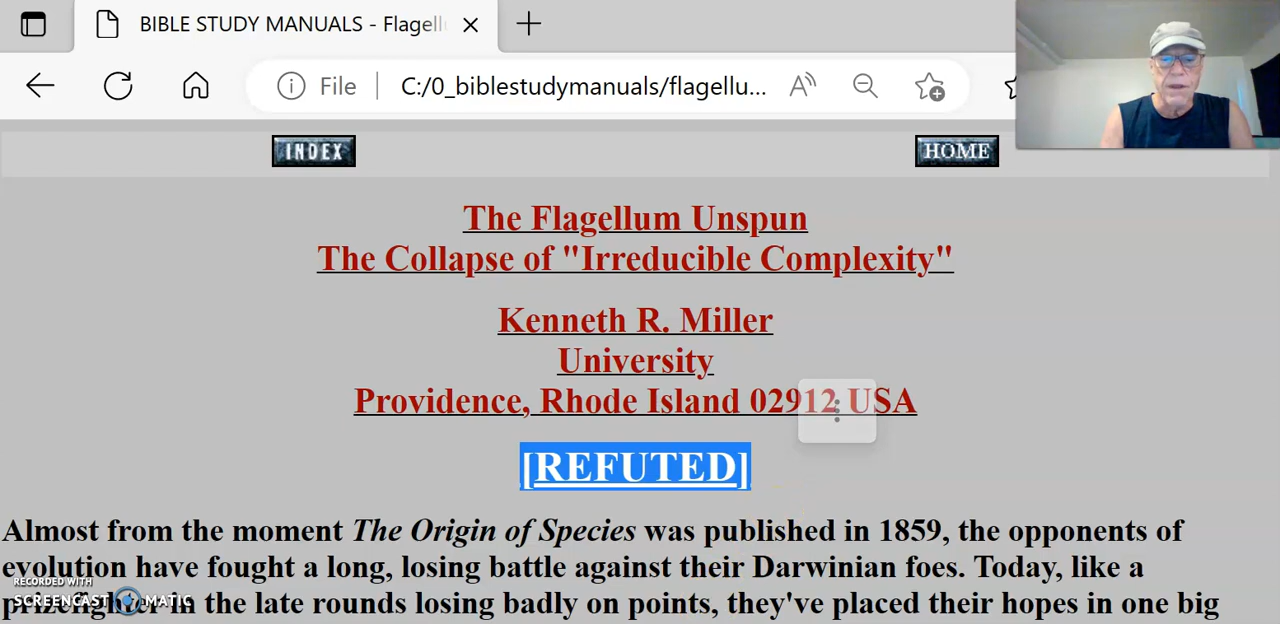 BIBLE STUDY MANUALS - Flagell
File
C:/0_biblestudymanuals/flagellu...
INDEX
HOME
The Flagellum Unspun
The Collapse of "Irreducible Complexity"
Kenneth R. Miller
University
Providence, Rhode Island 02912 USA
[REFUTED]
Almost from the moment The Origin of Species was published in 1859, the opponents of
evolution have fought a long, losing battle against their Darwinian foes. Today, like a
prizefighter in the late rounds losing badly on points, they've placed their hopes in one big
RECORDED WITH
SCREENCAST MATIC